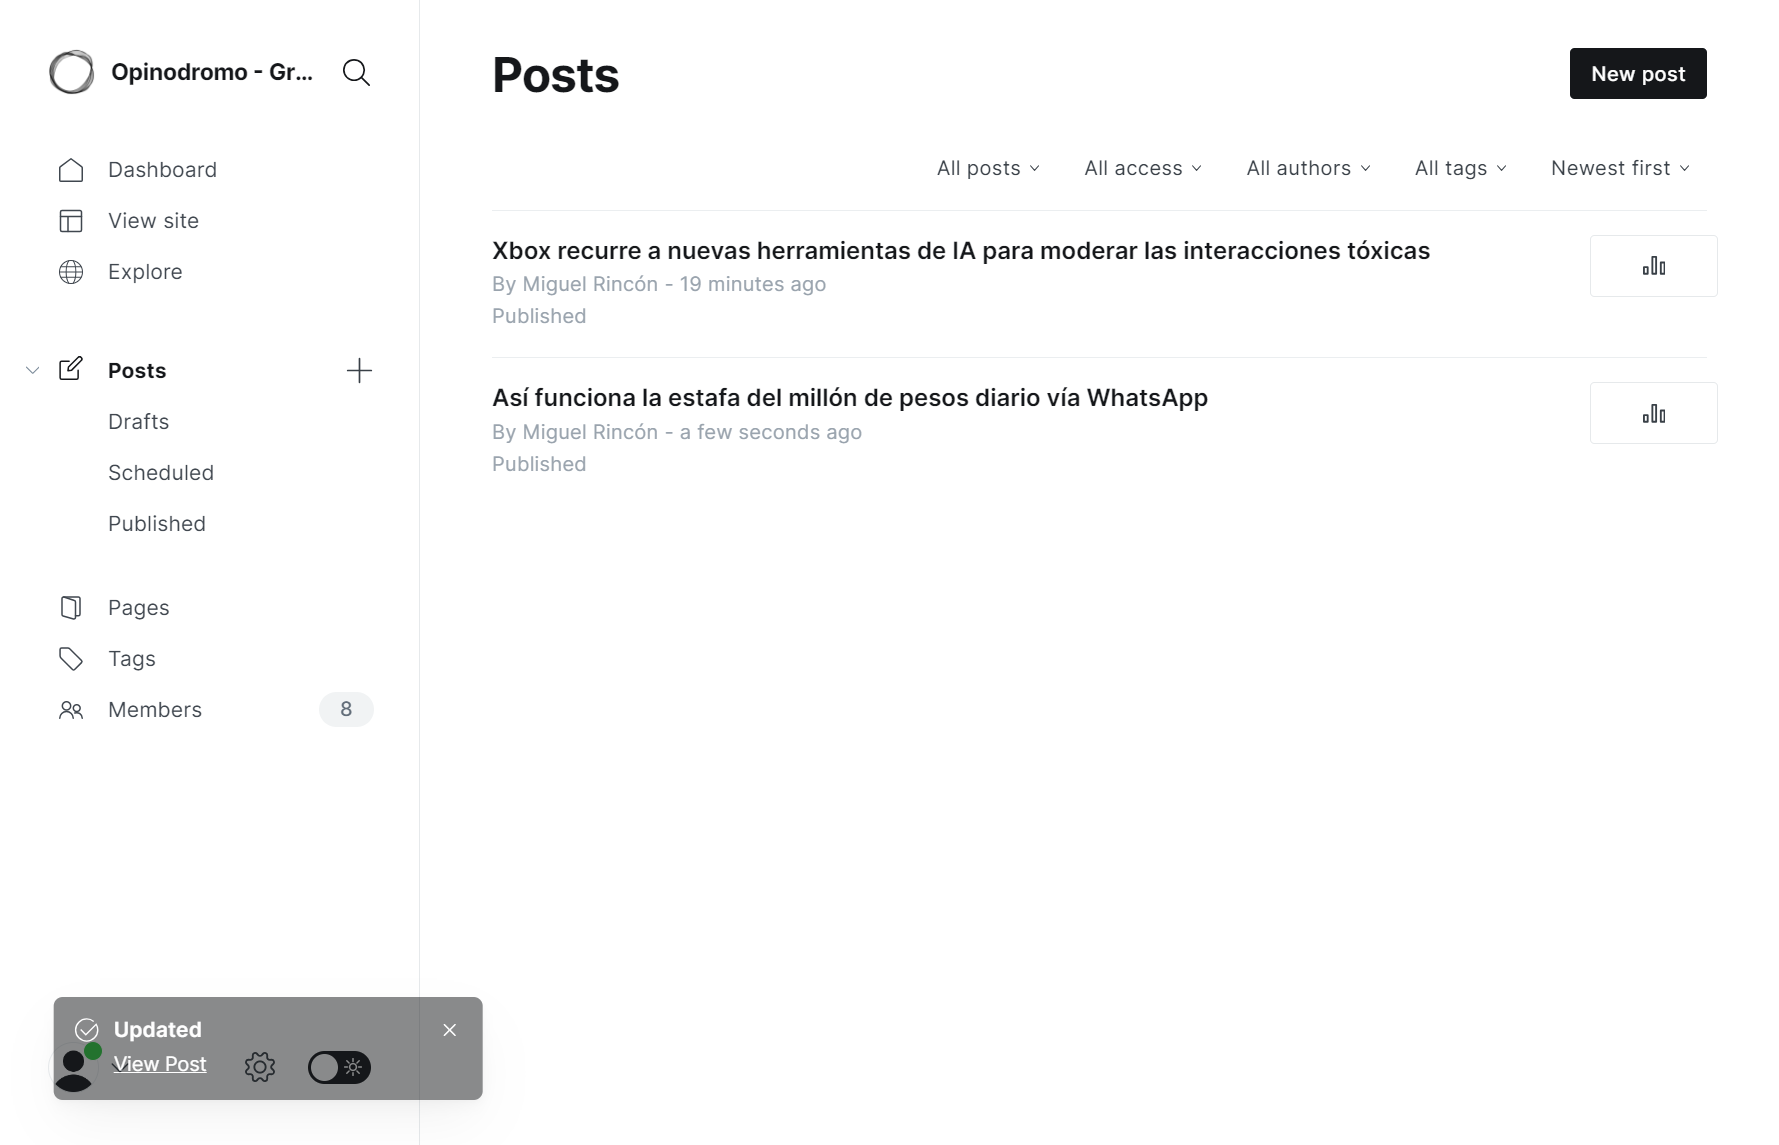 Opinodromo - Gr...
Dashboard
View site
Explore
Posts
Drafts
Scheduled
Published
Pages
Tags
Members 8
Posts
New post
All posts All access All authors All tags Newest first
Xbox recurre a nuevas herramientas de IA para moderar las interacciones tóxicas
By Miguel Rincón - 19 minutes ago
Published
Así funciona la estafa del millón de pesos diario vía WhatsApp
By Miguel Rincón - a few seconds ago
Published
Updated
View Post